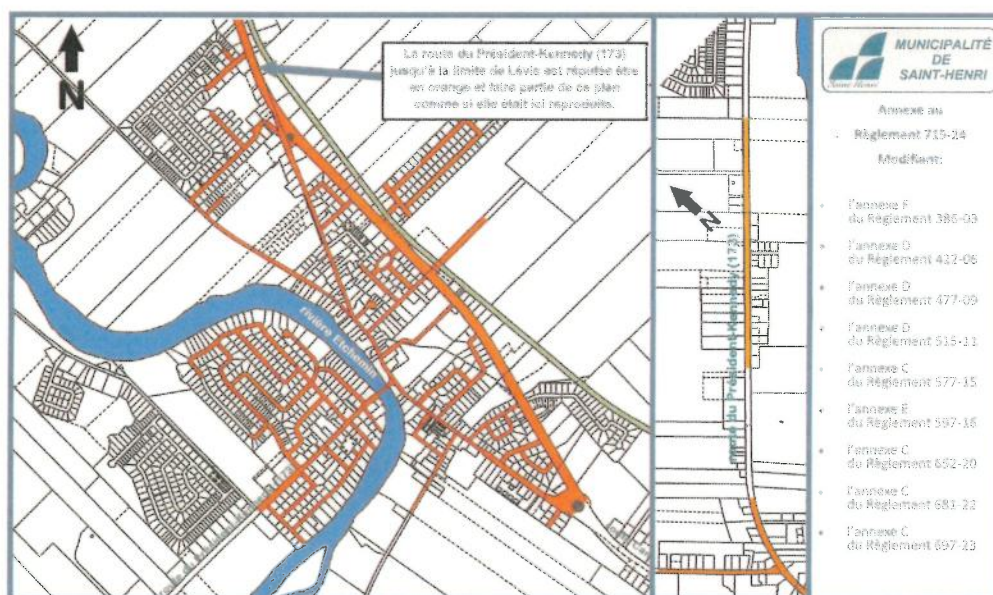 N
La route du Président-Kennedy (173)
jusqu'à la limite de Lévis est réputée être
en orange et faire partie de ce plan
comme si elle était ici reproduite.
rivière Etchemin
N
route du Président-Kennedy (173)
MUNICIPALITÉ
DE
SAINT-HENRI
Saint-Henri
Annexe au
Règlement 715-24
Modifiant:
l'annexe F
du Règlement 386-03
l'annexe D
du Règlement 422-06
l'annexe D
du Règlement 477-09
l'annexe D
du Règlement 515-11
l'annexe C
du Règlement 577-15
l'annexe E
du Règlement 597-16
l'annexe C
du Règlement 652-20
l'annexe C
du Règlement 681-22
l'annexe C
du Règlement 697-23